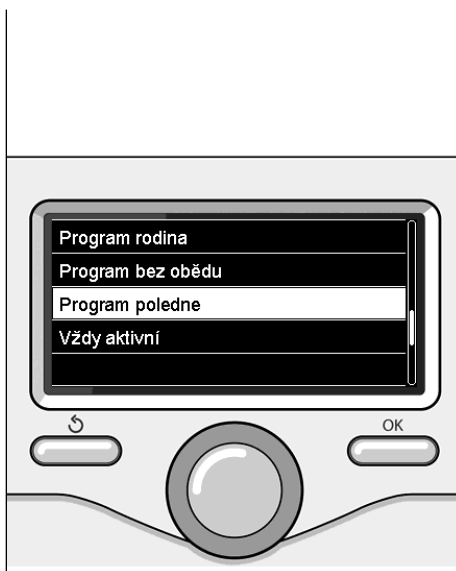 Program rodina
Program bez obědu
Program poledne
Vždy aktivní
OK